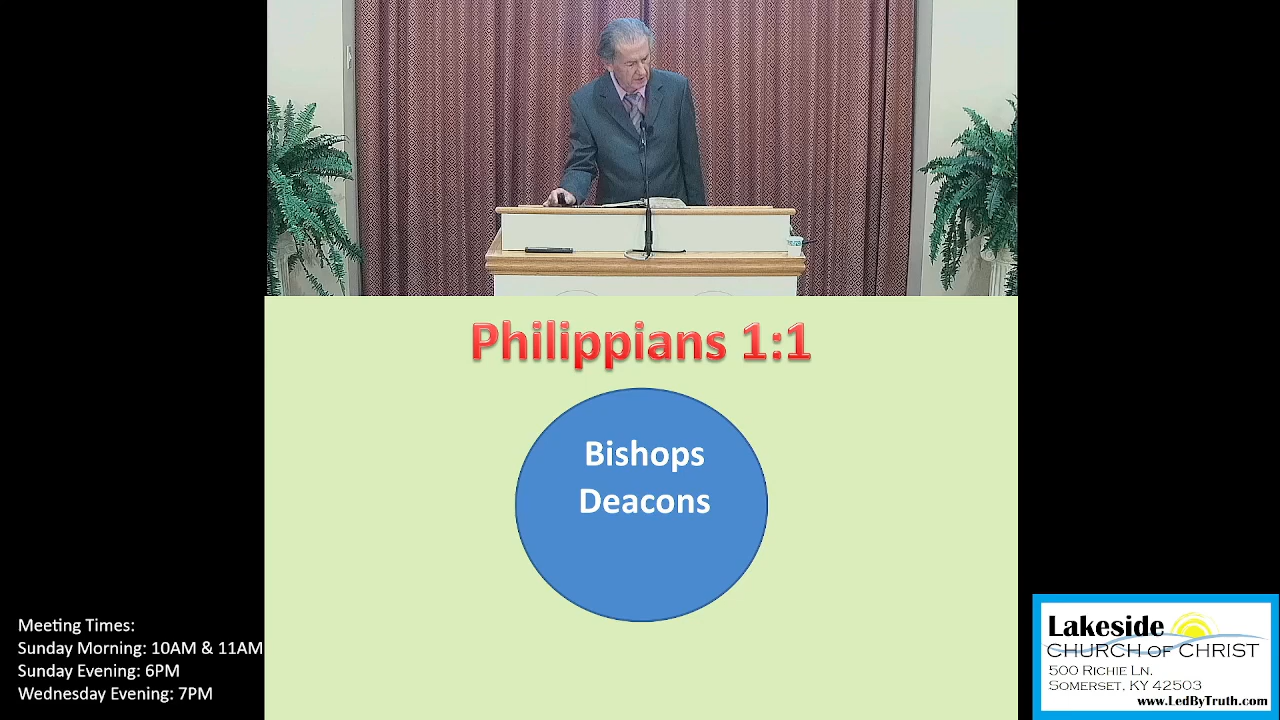 Philippians 1:1
Bishops
Deacons
Meeting Times:
Sunday Morning: 10AM & 11AM
Sunday Evening: 6PM
Wednesday Evening: 7PM
Lakeside
CHURCH OF CHRIST
500 RICHIE LN.
SOMERSET, KY 42503
www.LedByTruth.com